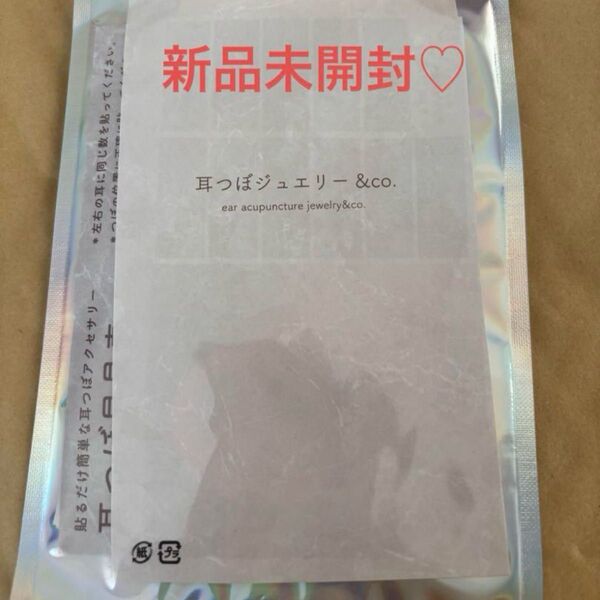 新品未開封♡
耳つぼジュエリー &co.
ear acupuncture jewelry&co.
*左右の耳に同じ数を貼ってください。
貼るだけ簡単な耳つぼアクセサリー
紙
プラ